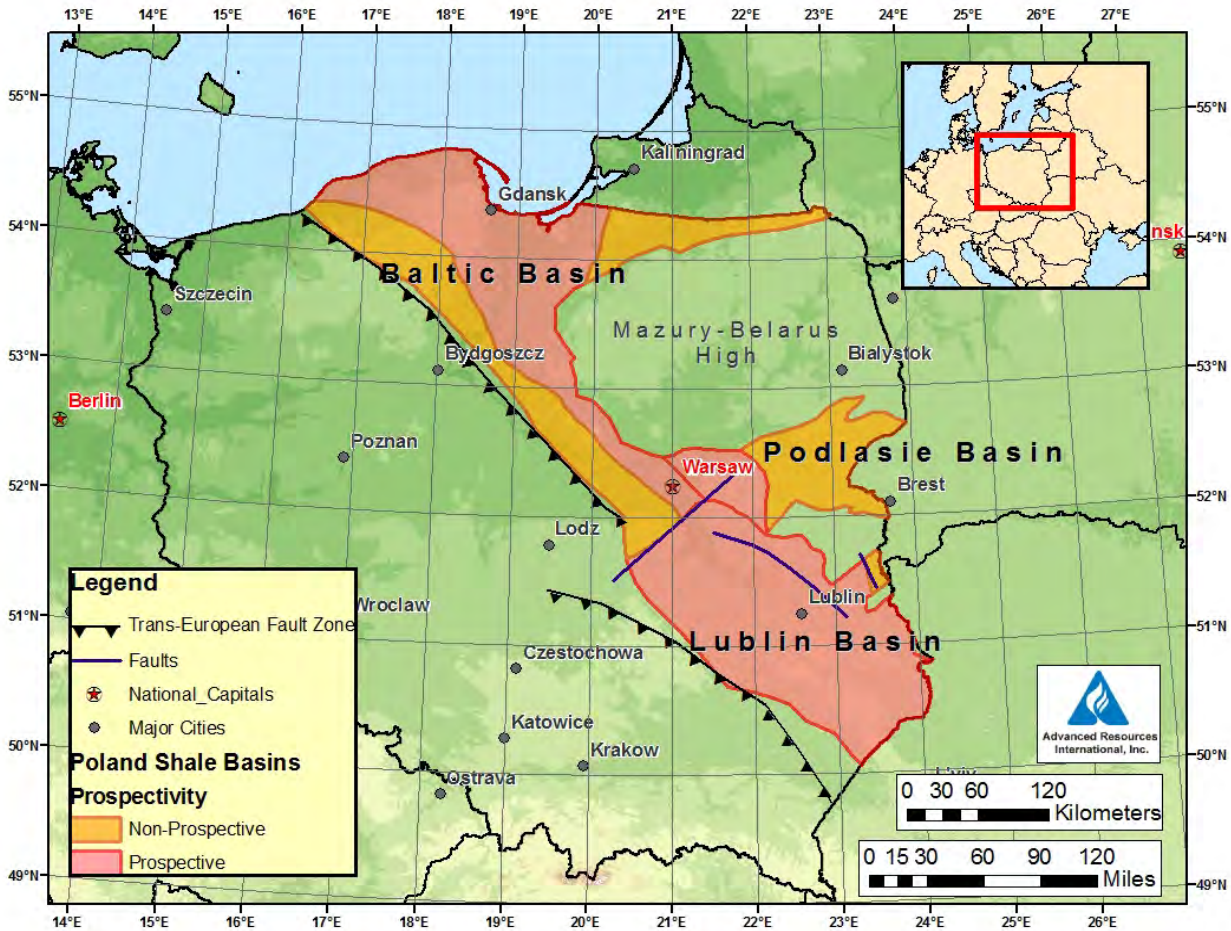 13°E 14°E 15°E 16°E 17°E 18°E 19°E 20°E 21°E 22°E 23°E 24°E 25°E 26°E 27°E
55°N
55°N
Kaliningrad
Gdansk
54°N
54°N
nsk
Baltic Basin
Szczecin
Mazury-Belarus
High
53°N
53°N
Bydgoszcz
Bialystok
Berlin
Poznan
Podlasie Basin
Warsaw
Brest
52°N
52°N
Lodz
Legend
Trans-European Fault Zone
Faults
National_Capitals
Major Cities
Poland Shale Basins
Prospectivity
Non-Prospective
Prospective
Lublin
51°N
51°N
Wroclaw
Lublin Basin
Czestochowa
Katowice
Krakow
Ostrava
Advanced Resources
International, Inc.
50°N
50°N
0 30 60 120
Kilometers
0 15 30 60 90 120
Miles
49°N
49°N
14°E 15°E 16°E 17°E 18°E 19°E 20°E 21°E 22°E 23°E 24°E 25°E 26°E